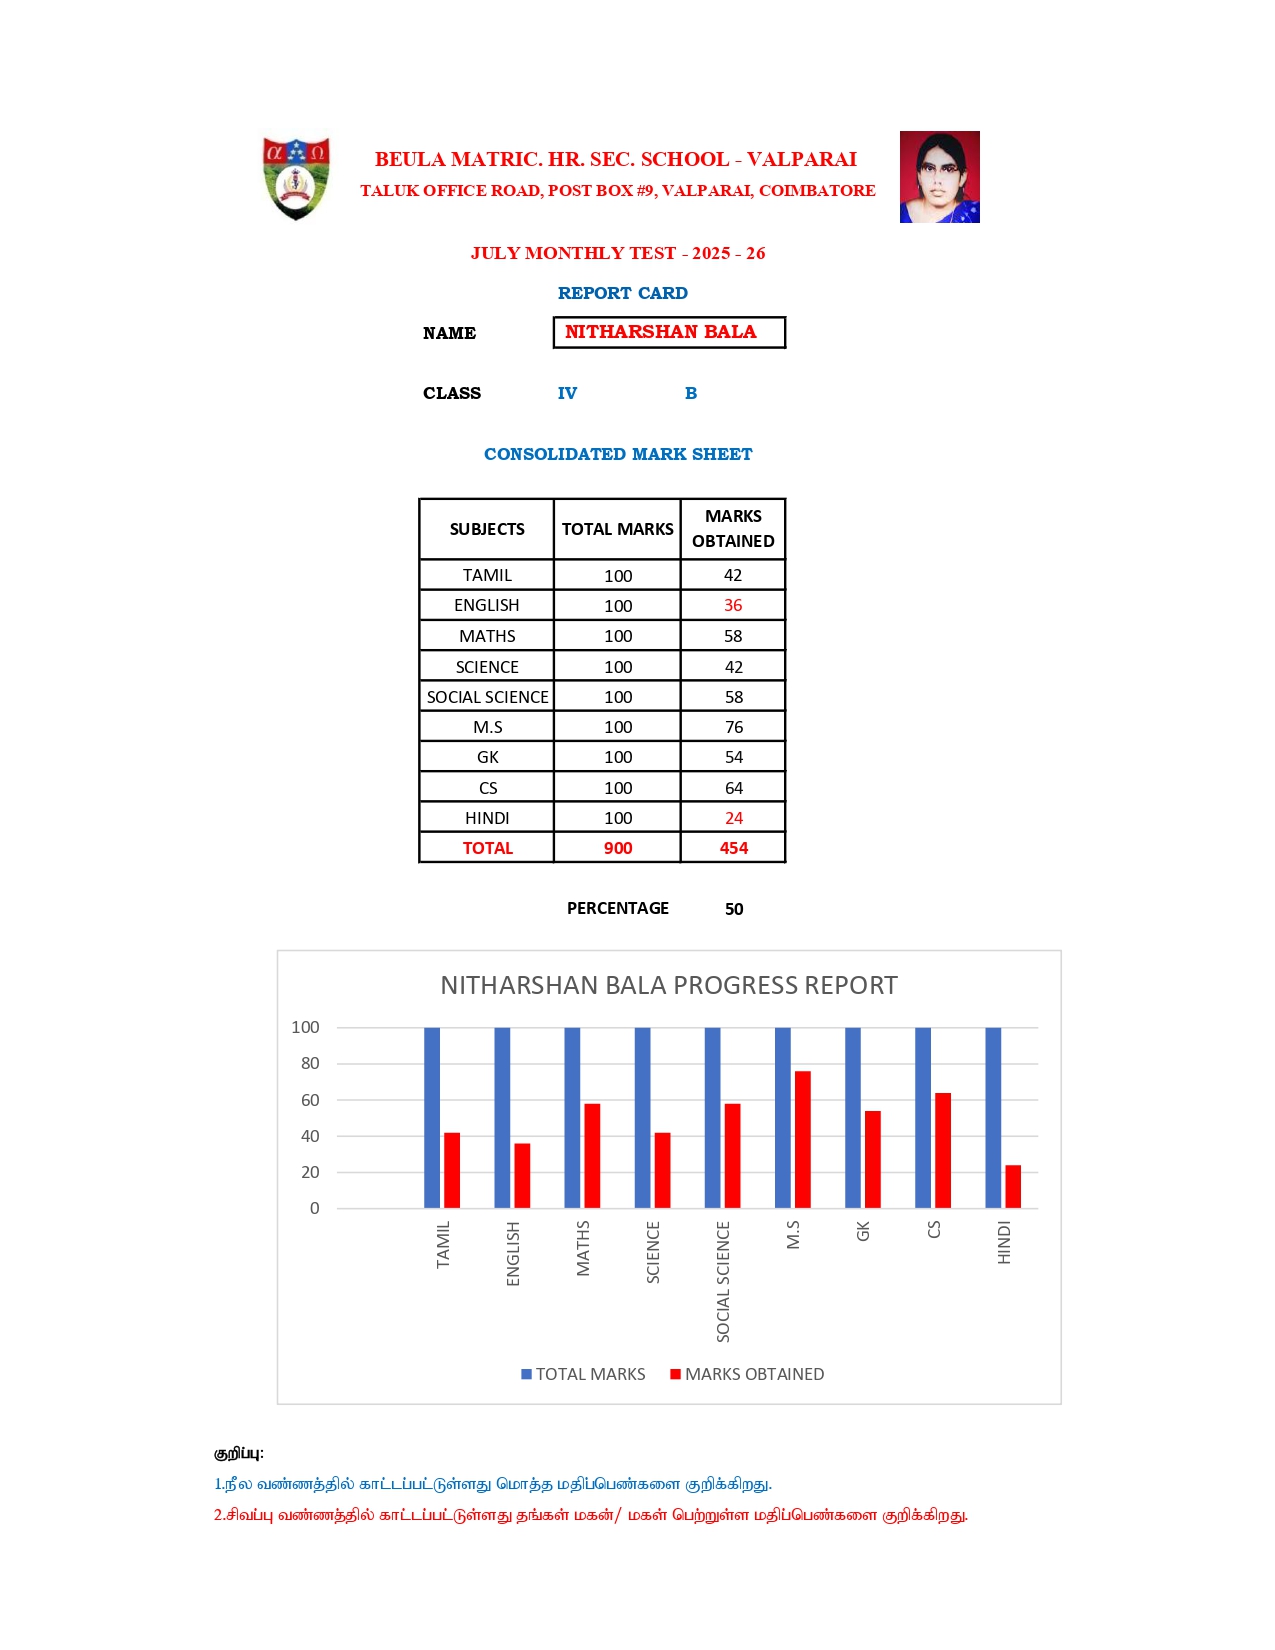 α Ω
BEULA MATRIC. HR. SEC. SCHOOL - VALPARAI
TALUK OFFICE ROAD, POST BOX #9, VALPARAI, COIMBATORE
JULY MONTHLY TEST - 2025 - 26
REPORT CARD
NAME NITHARSHAN BALA
CLASS IV B
CONSOLIDATED MARK SHEET
SUBJECTS TOTAL MARKS MARKS OBTAINED
TAMIL 100 42
ENGLISH 100 36
MATHS 100 58
SCIENCE 100 42
SOCIAL SCIENCE 100 58
M.S 100 76
GK 100 54
CS 100 64
HINDI 100 24
TOTAL 900 454
PERCENTAGE 50
NITHARSHAN BALA PROGRESS REPORT
100
80
60
40
20
0
TAMIL ENGLISH MATHS SCIENCE SOCIAL SCIENCE M.S GK CS HINDI
TOTAL MARKS MARKS OBTAINED
குறிப்பு:
1.நீல வண்ணத்தில் காட்டப்பட்டுள்ளது மொத்த மதிப்பெண்களை குறிக்கிறது.
2.சிவப்பு வண்ணத்தில் காட்டப்பட்டுள்ளது தங்கள் மகன்/ மகள் பெற்றுள்ள மதிப்பெண்களை குறிக்கிறது.